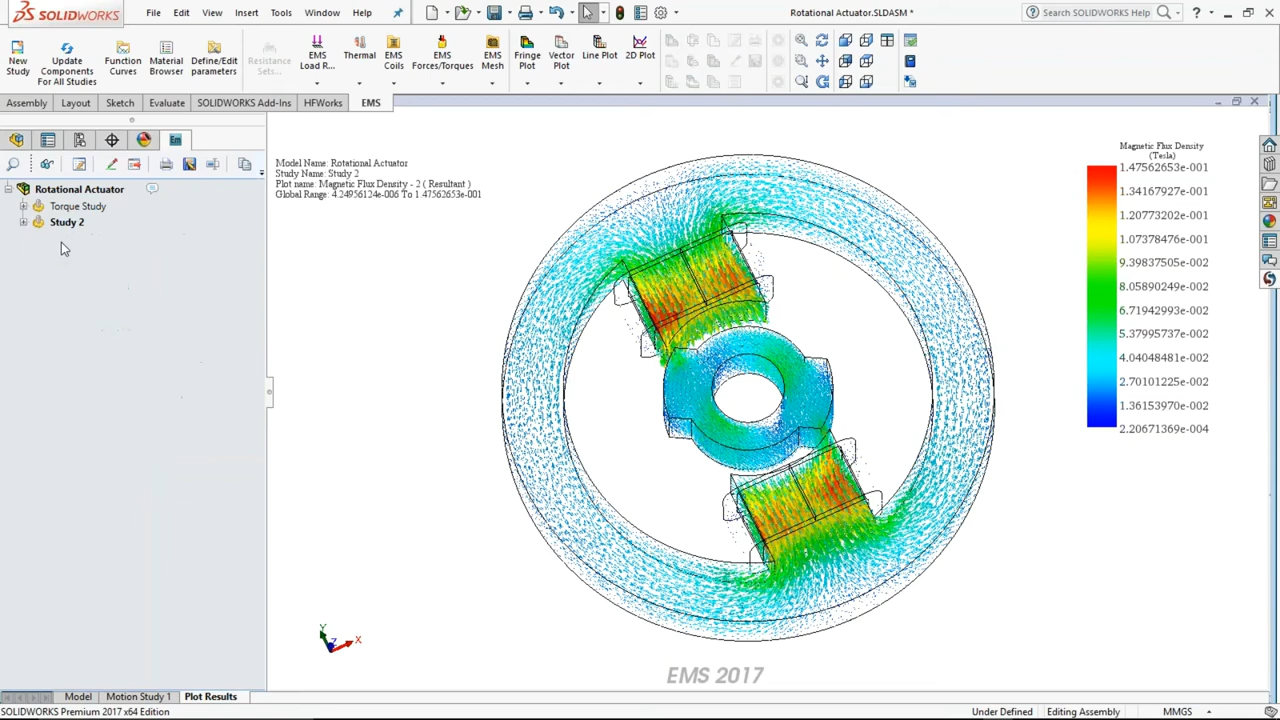 SOLIDWORKS
File Edit View Insert Tools Window Help
Rotational Actuator.SLDASM *
Search SOLIDWORKS Help
New Study
Update Components For All Studies
Function Curves
Material Browser
Define/Edit parameters
Resistance Sets...
EMS Load R...
Thermal
EMS Coils
EMS Forces/Torques
EMS Mesh
Fringe Plot
Vector Plot
Line Plot
2D Plot
Assembly Layout Sketch Evaluate SOLIDWORKS Add-Ins HFWorks EMS
Rotational Actuator
Torque Study
Study 2
Model Name: Rotational Actuator
Study Name: Study 2
Plot name: Magnetic Flux Density - 2 ( Resultant )
Global Range: 4.24956124e-006 To 1.47562653e-001
Magnetic Flux Density
(Tesla)
1.47562653e-001
1.34167927e-001
1.20773202e-001
1.07378476e-001
9.39837505e-002
8.05890249e-002
6.71942993e-002
5.37995737e-002
4.04048481e-002
2.70101225e-002
1.36153970e-002
2.20671369e-004
Y
Z
X
EMS 2017
Model Motion Study 1 Plot Results
SOLIDWORKS Premium 2017 x64 Edition
Under Defined Editing Assembly MMGS